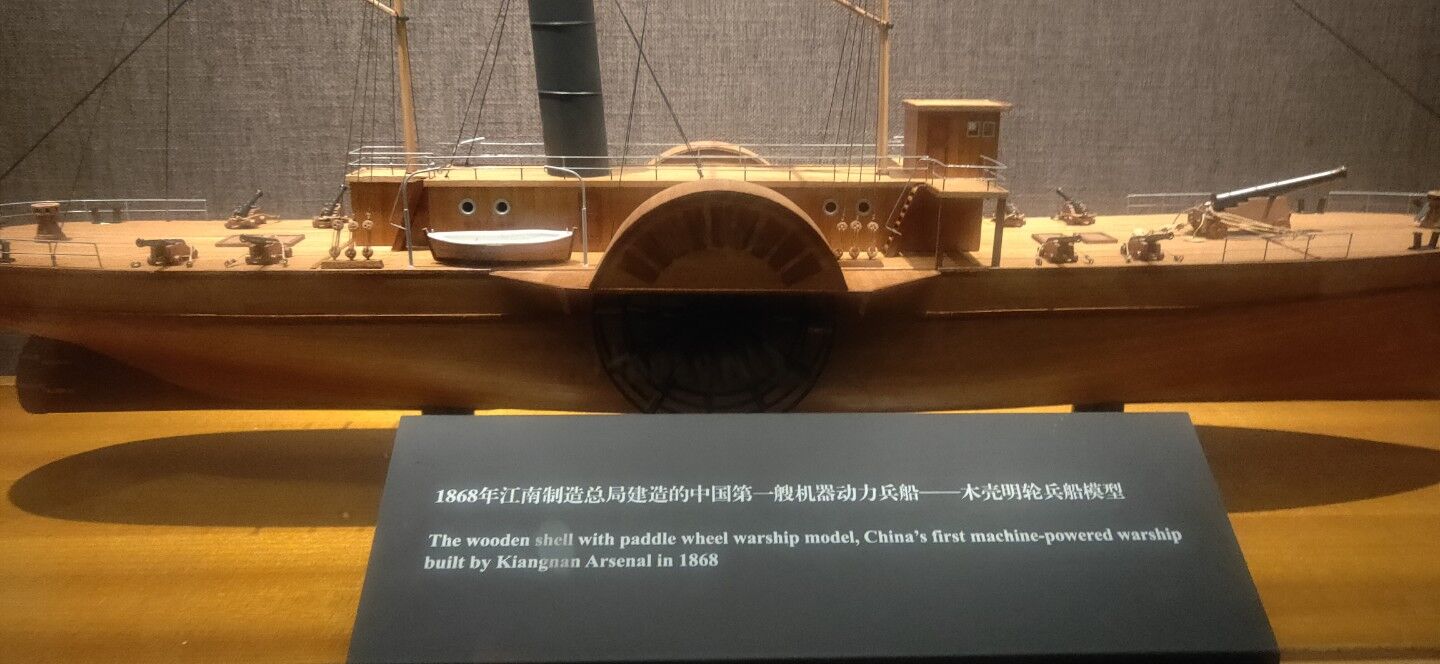 1868年江南制造总局建造的中国第一艘机器动力兵船——木壳明轮兵船模型
The wooden shell with paddle wheel warship model, China's first machine-powered warship
built by Kiangnan Arsenal in 1868